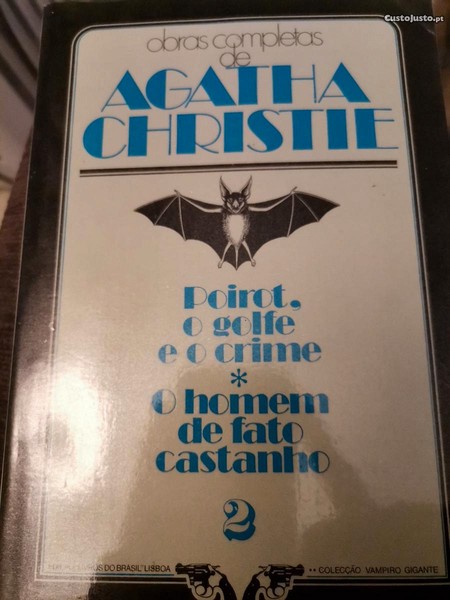 CustoJusto.pt
obras completas
de
AGATHA
CHRISTIE
Poirot,
o golfe
e o crime
*
O homem
de fato
castanho
2
LIVROS DO BRASIL" LISBOA
** COLECÇÃO VAMPIRO GIGANTE